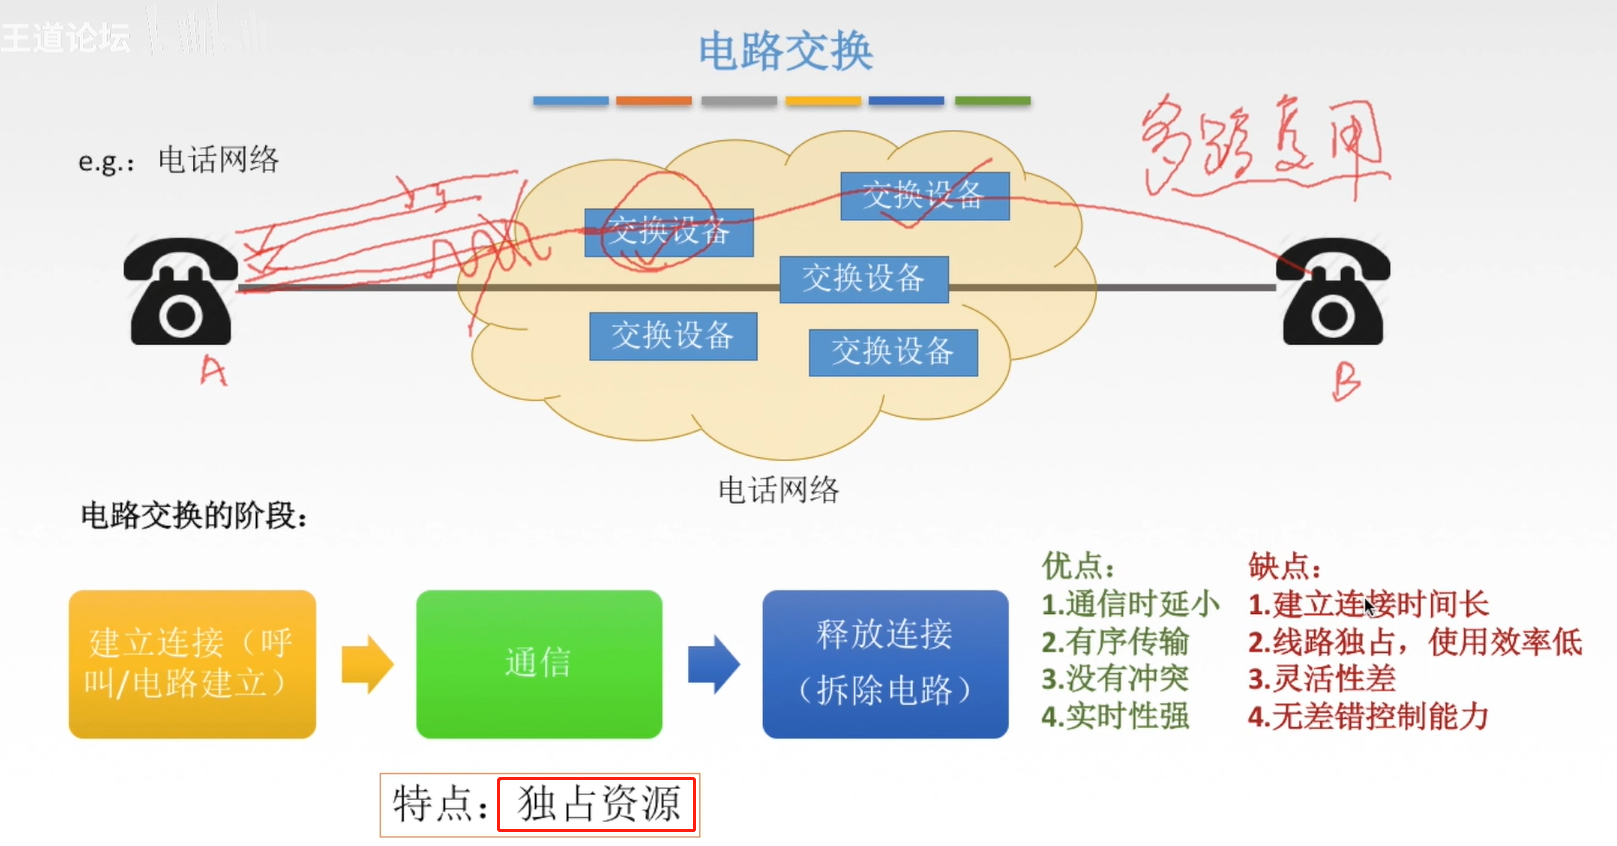 王道论坛
电路交换
多路复用
e.g.：电话网络
交换设备
交换设备
交换设备
交换设备
交换设备
A
B
电话网络
电路交换的阶段：
建立连接（呼
叫/电路建立）
通信
释放连接
（拆除电路）
优点：
1.通信时延小
2.有序传输
3.没有冲突
4.实时性强
缺点：
1.建立连接时间长
2.线路独占，使用效率低
3.灵活性差
4.无差错控制能力
特点：独占资源